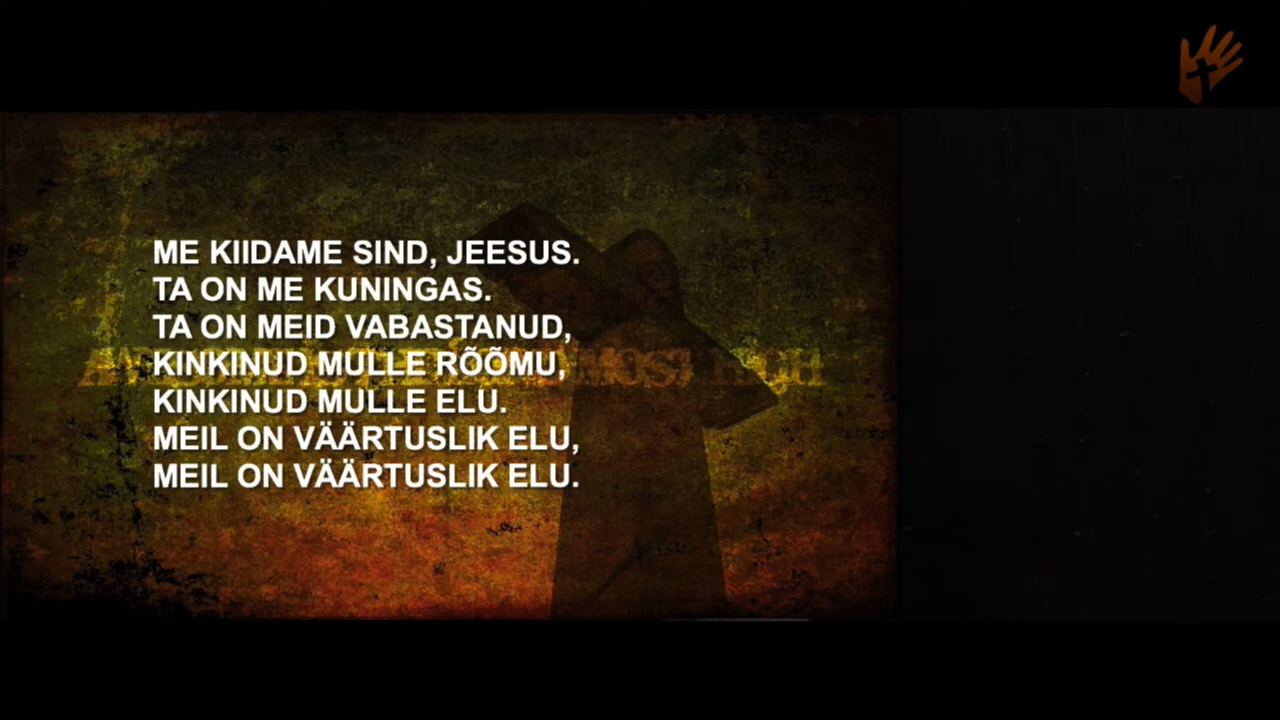 ME KIIDAME SIND, JEESUS.
TA ON ME KUNINGAS.
TA ON MEID VABASTANUD,
KINKINUD MULLE RÕÕMU,
KINKINUD MULLE ELU.
MEIL ON VÄÄRTUSLIK ELU,
MEIL ON VÄÄRTUSLIK ELU.